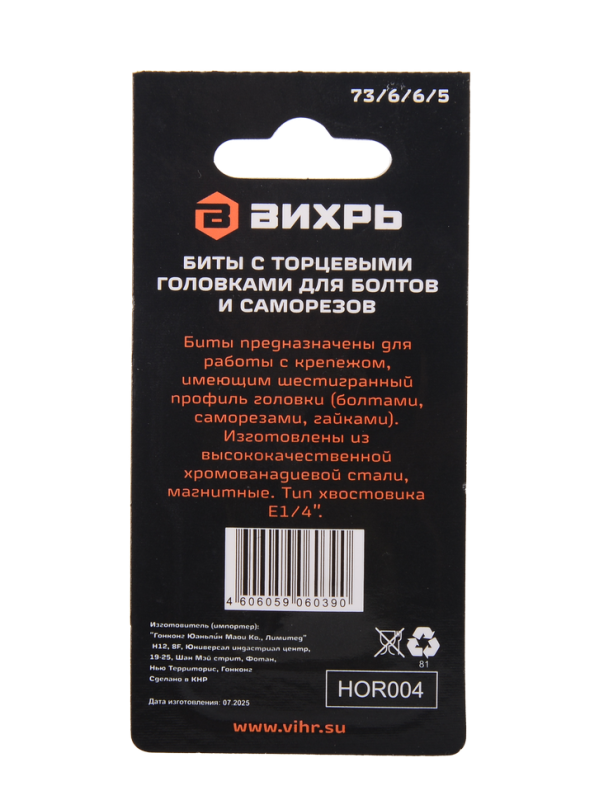 73/6/6/5
ВИХРЬ
БИТЫ С ТОРЦЕВЫМИ
ГОЛОВКАМИ ДЛЯ БОЛТОВ
И САМОРЕЗОВ
Биты предназначены для
работы с крепежом,
имеющим шестигранный
профиль головки (болтами,
саморезами, гайками).
Изготовлены из
высококачественной
хромованадиевой стали,
магнитные. Тип хвостовика
E1/4”.
4 606059 060390
Изготовитель (импортер):
"Гонконг Юаньлин Маои Ко., Лимитед"
H12, 8F, Юниверсал индастриал центр,
19-25, Шан Мэй стрит, Фотан,
Нью Территорис, Гонконг
Сделано в КНР
81
HOR004
Дата изготовления: 07.2025
www.vihr.su